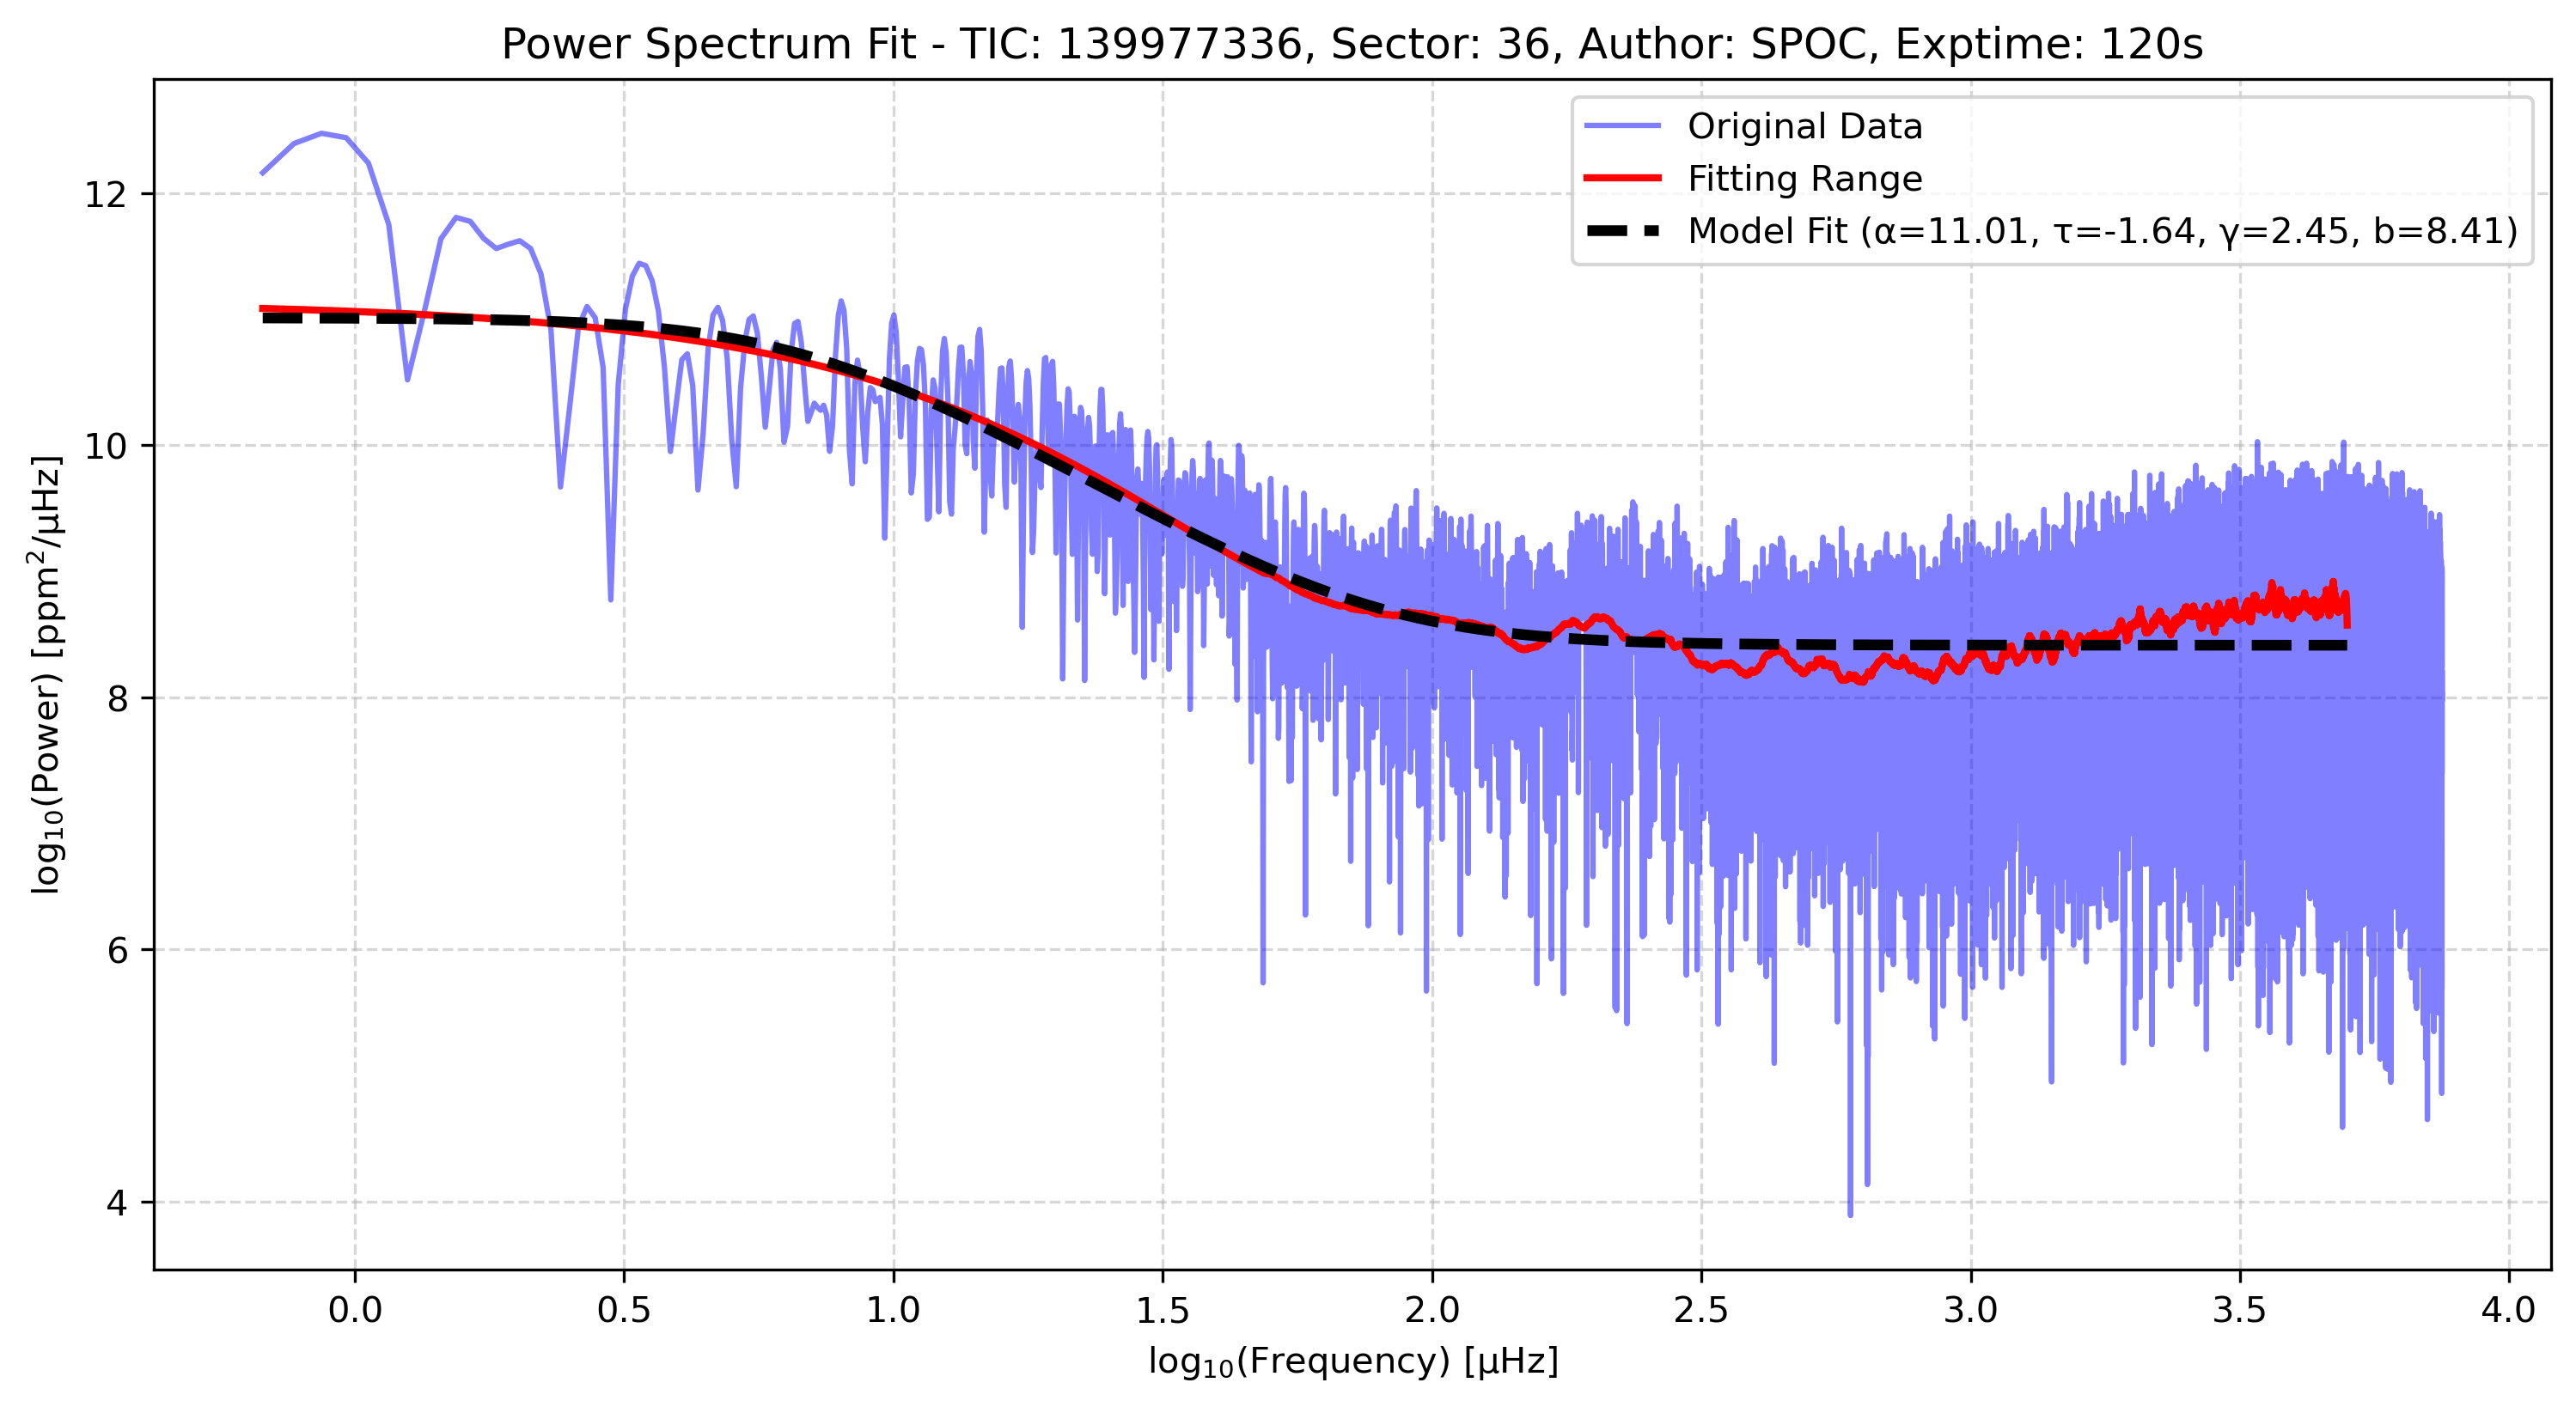 Power Spectrum Fit - TIC: 139977336, Sector: 36, Author: SPOC, Exptime: 120s
Original Data
Fitting Range
Model Fit (α=11.01, τ=-1.64, γ=2.45, b=8.41)
log₁₀(Power) [ppm²/μHz]
12
10
8
6
4
0.0 0.5 1.0 1.5 2.0 2.5 3.0 3.5 4.0
log₁₀(Frequency) [μHz]